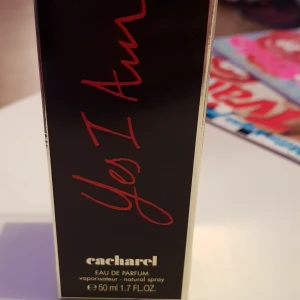 Yes I Am
cacharel
EAU DE PARFUM
vaporisateur - natural spray
℮ 50 ml 1.7 FL.OZ.